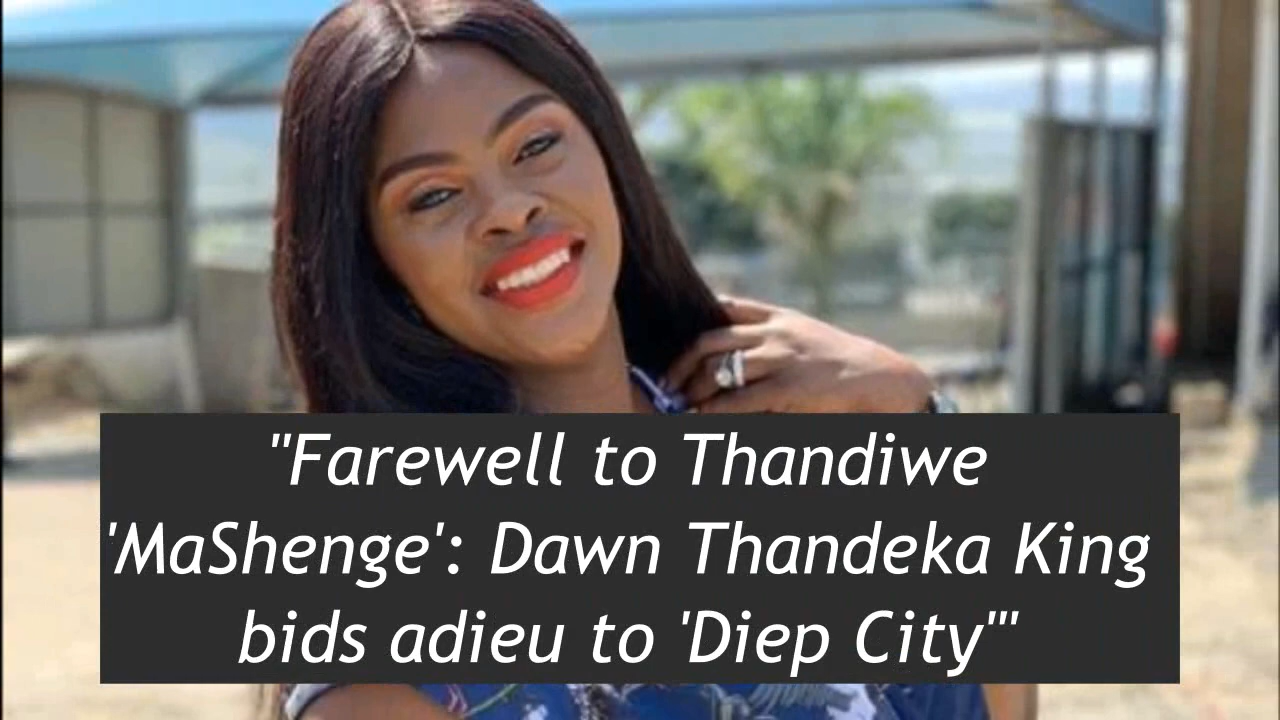 "Farewell to Thandiwe
'MaShenge': Dawn Thandeka King
bids adieu to 'Diep City'"